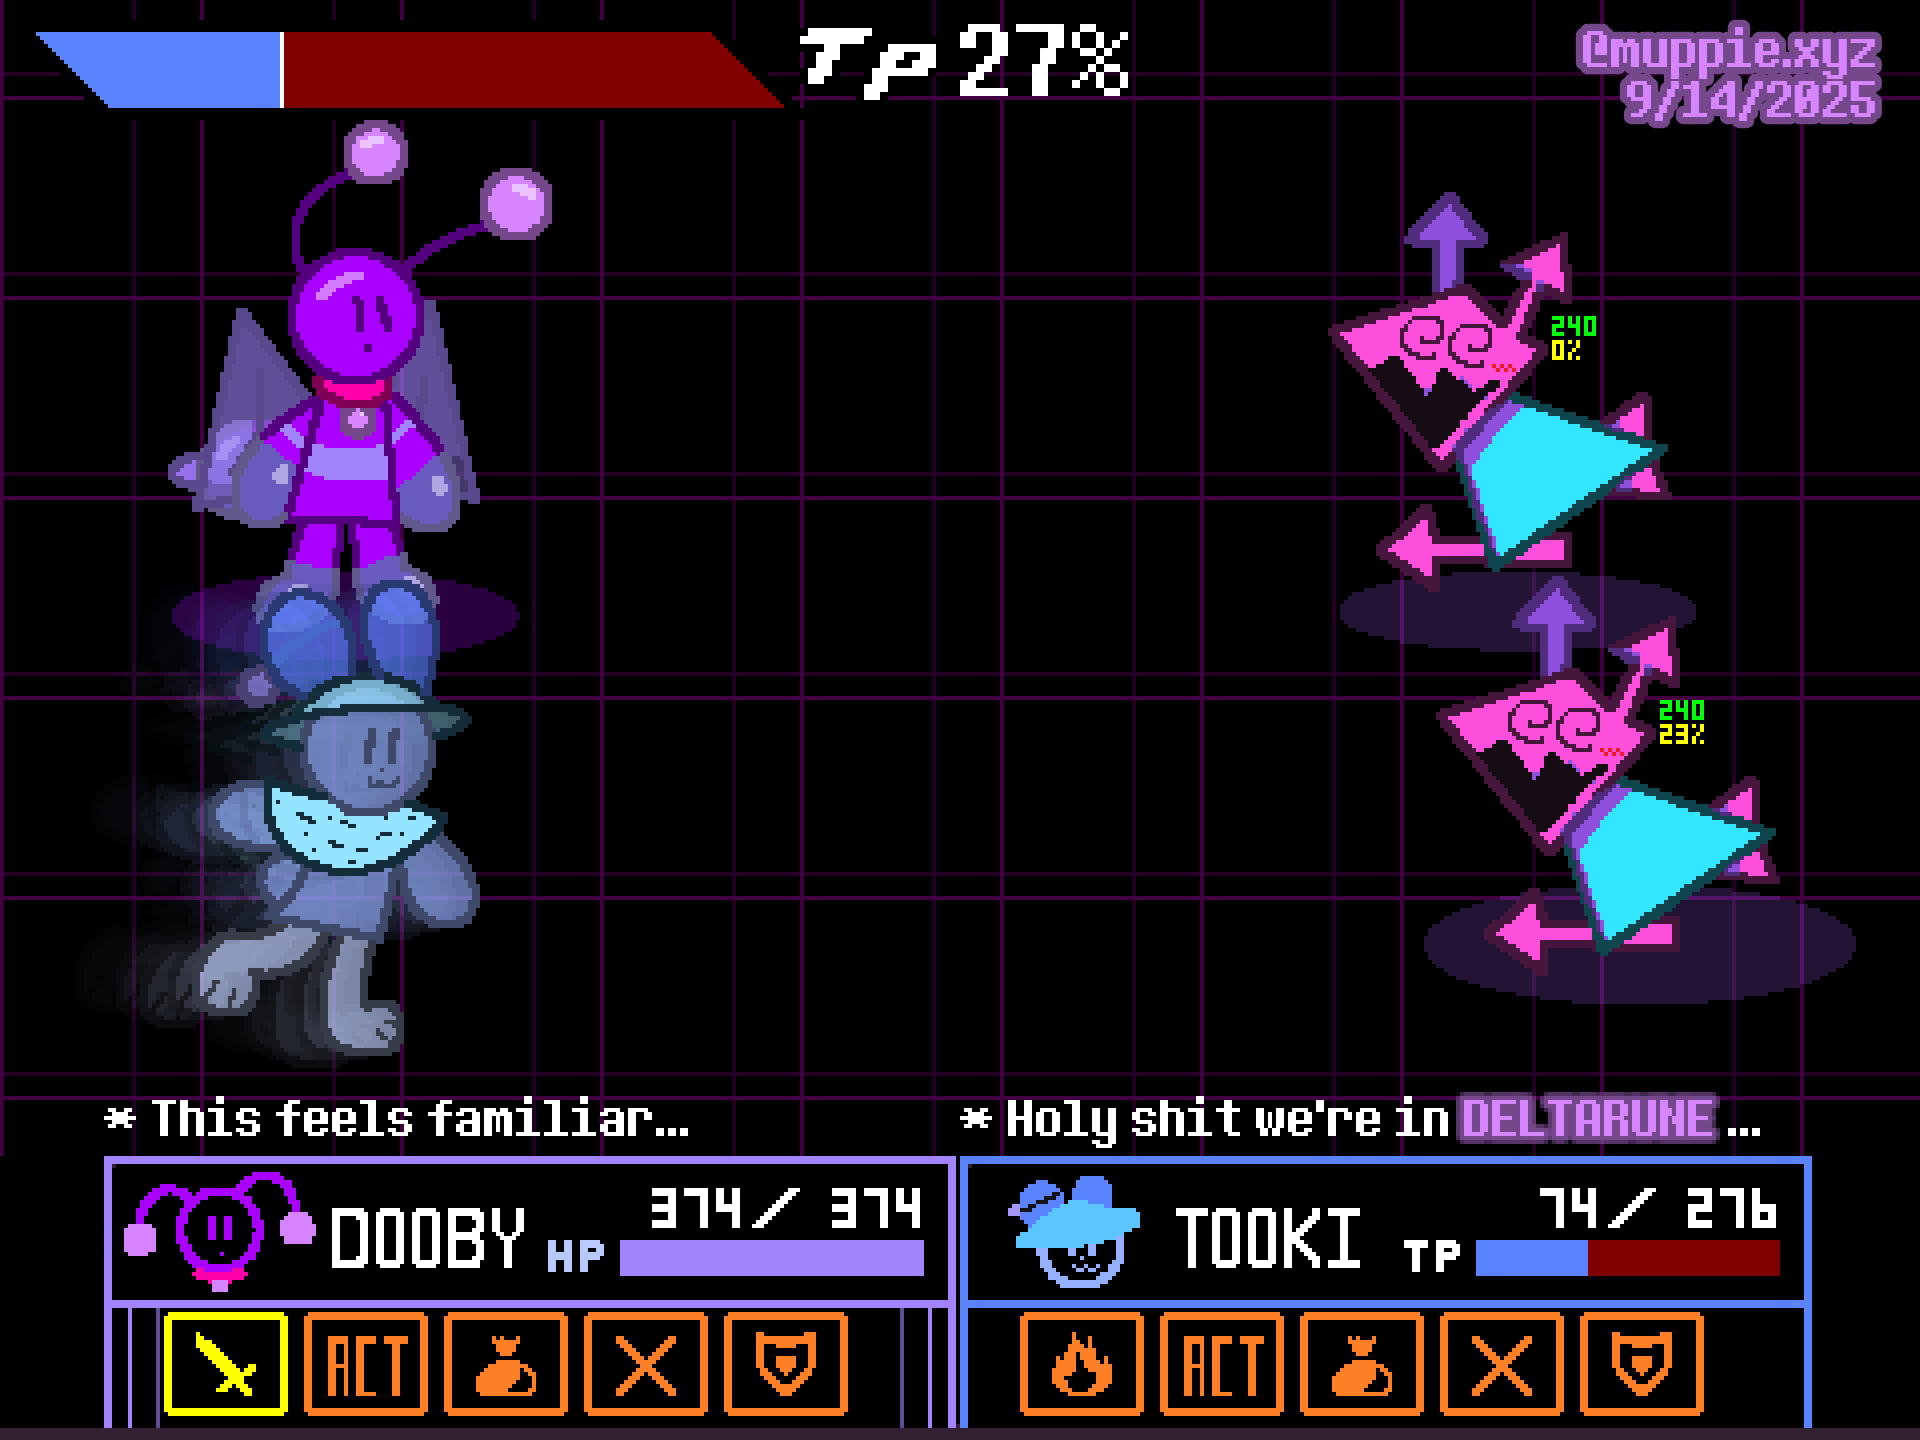 Tp 27%
@muppie.xyz
9/14/2025
240
0%
240
23%
* This feels familiar...
* Holy shit we're in DELTARUNE ...
DOOBY HP 374/ 374
TOOKI TP 74/ 276
ACT
ACT